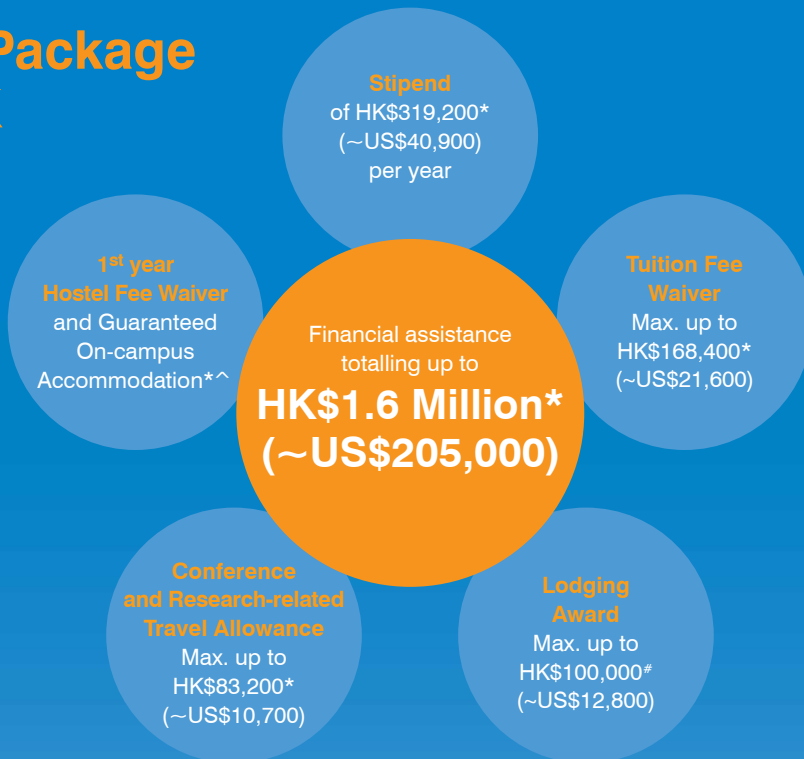 Package
Stipend
of HK$319,200*
(~US$40,900)
per year
1st year
Hostel Fee Waiver
and Guaranteed
On-campus
Accommodation*^
Financial assistance
totalling up to
HK$1.6 Million*
(~US$205,000)
Tuition Fee
Waiver
Max. up to
HK$168,400*
(~US$21,600)
Conference
and Research-related
Travel Allowance
Max. up to
HK$83,200*
(~US$10,700)
Lodging
Award
Max. up to
HK$100,000#
(~US$12,800)